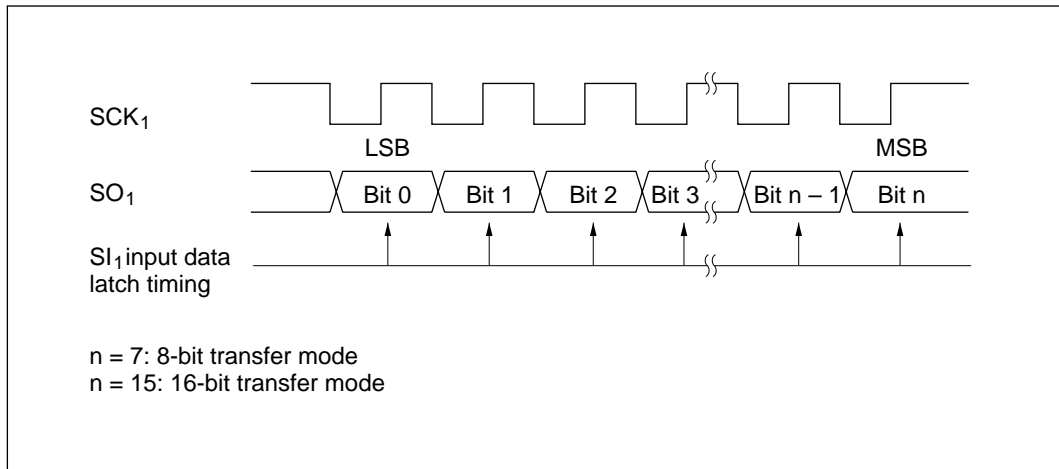 SCK1
LSB MSB
SO1 Bit 0 Bit 1 Bit 2 Bit 3 Bit n – 1 Bit n
SI1 input data
latch timing
n = 7: 8-bit transfer mode
n = 15: 16-bit transfer mode